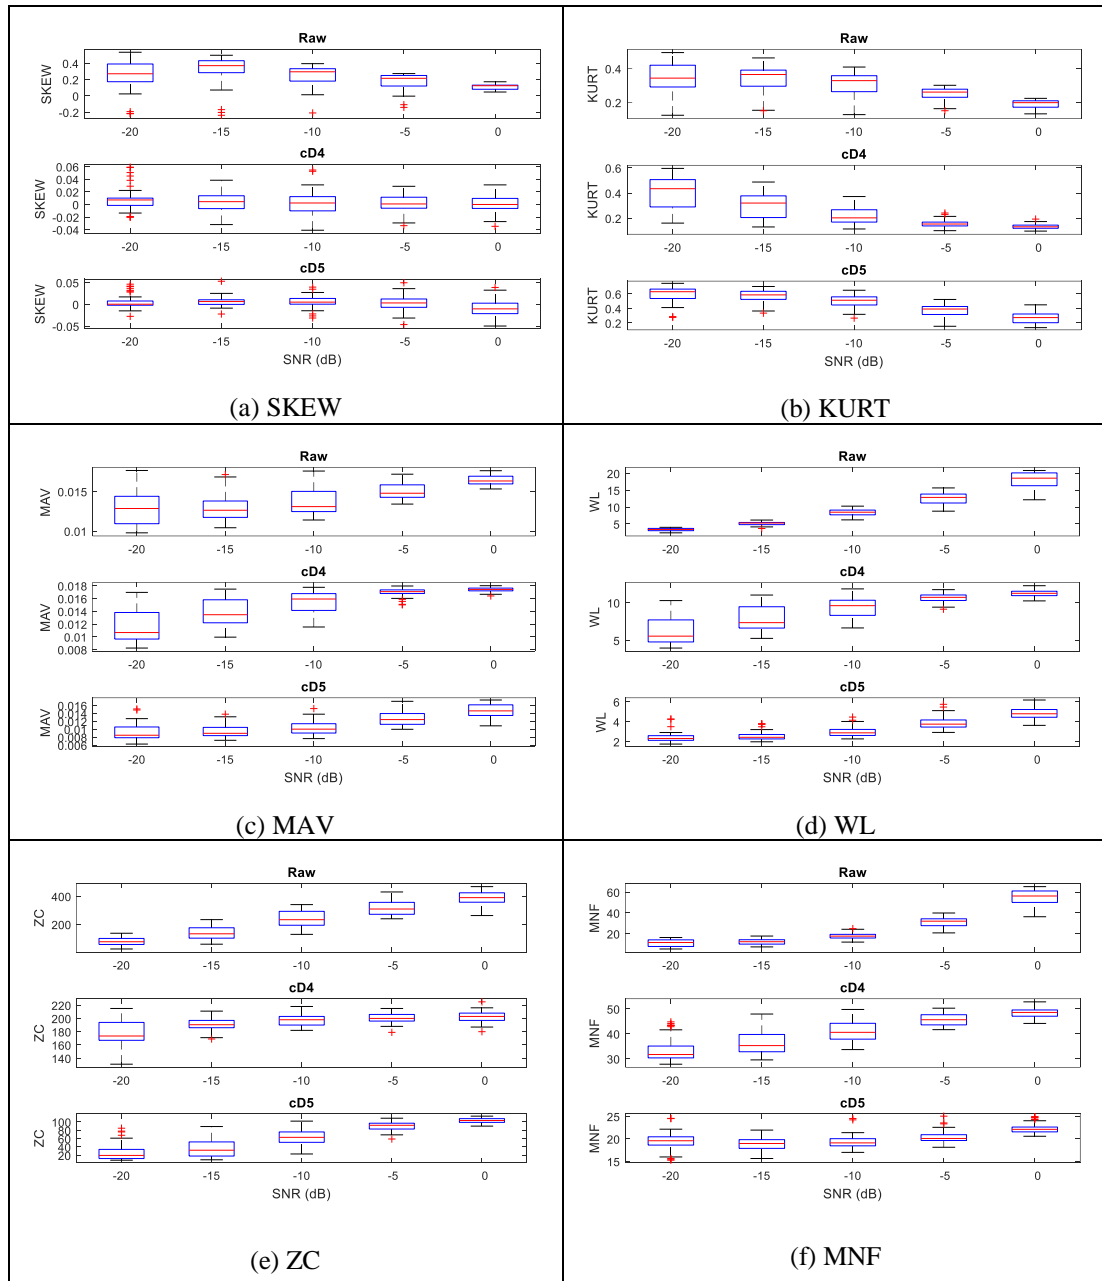 Raw
SKEW
0.4
0.2
0
-0.2
-20 -15 -10 -5 0
cD4
SKEW
0.06
0.04
0.02
0
-0.02
-0.04
-20 -15 -10 -5 0
cD5
SKEW
0.05
0
-0.05
-20 -15 -10 -5 0
SNR (dB)
(a) SKEW
Raw
KURT
0.4
0.2
-20 -15 -10 -5 0
cD4
KURT
0.6
0.4
0.2
-20 -15 -10 -5 0
cD5
KURT
0.6
0.4
0.2
-20 -15 -10 -5 0
SNR (dB)
(b) KURT
Raw
MAV
0.015
0.01
-20 -15 -10 -5 0
cD4
MAV
0.018
0.016
0.014
0.012
0.01
0.008
-20 -15 -10 -5 0
cD5
MAV
0.016
0.014
0.012
0.01
0.008
0.006
-20 -15 -10 -5 0
SNR (dB)
(c) MAV
Raw
WL
20
15
10
5
-20 -15 -10 -5 0
cD4
WL
10
5
-20 -15 -10 -5 0
cD5
WL
6
4
2
-20 -15 -10 -5 0
SNR (dB)
(d) WL
Raw
ZC
400
200
-20 -15 -10 -5 0
cD4
ZC
220
200
180
160
140
-20 -15 -10 -5 0
cD5
ZC
100
80
60
40
20
-20 -15 -10 -5 0
SNR (dB)
(e) ZC
Raw
MNF
60
40
20
-20 -15 -10 -5 0
cD4
MNF
50
40
30
-20 -15 -10 -5 0
cD5
MNF
25
20
15
-20 -15 -10 -5 0
SNR (dB)
(f) MNF